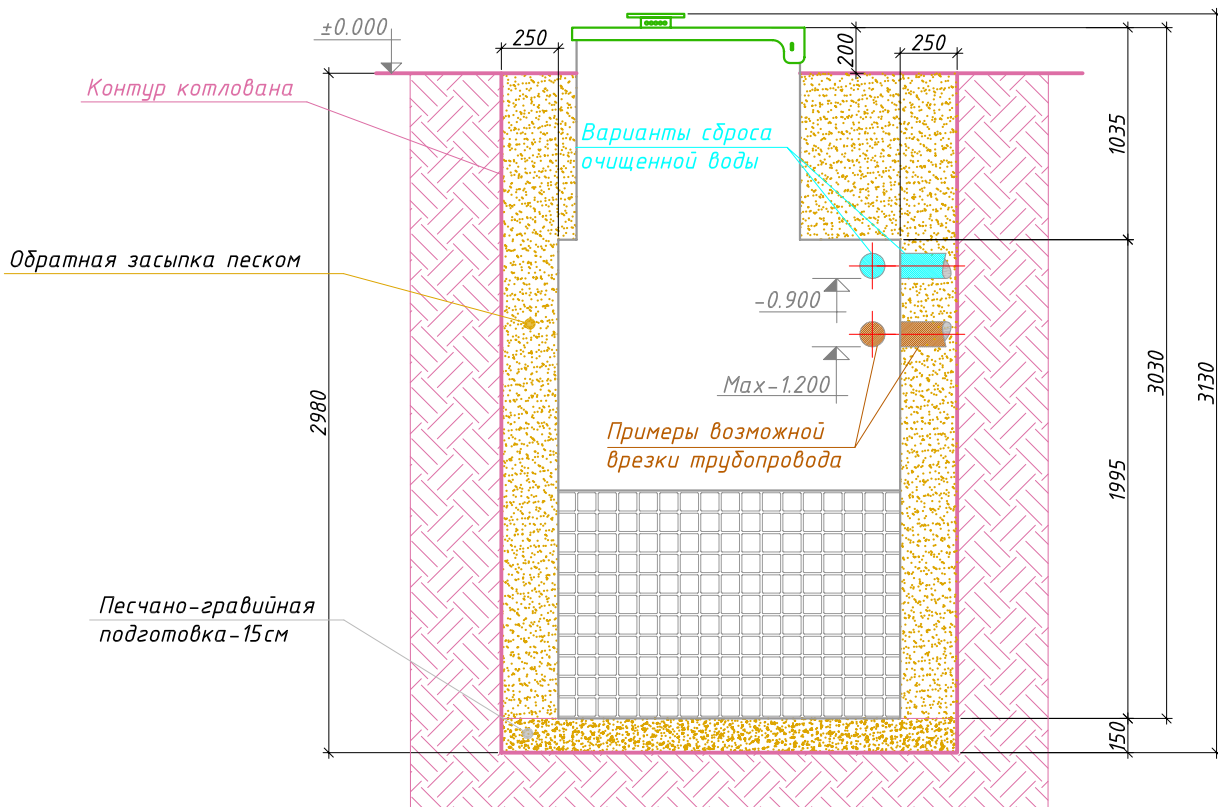 ±0.000
250
200
250
Контур котлована
Варианты сброса
очищенной воды
1035
Обратная засыпка песком
-0.900
Max-1.200
3030
3130
2980
Примеры возможной
врезки трубопровода
1995
Песчано-гравийная
подготовка-15см
150